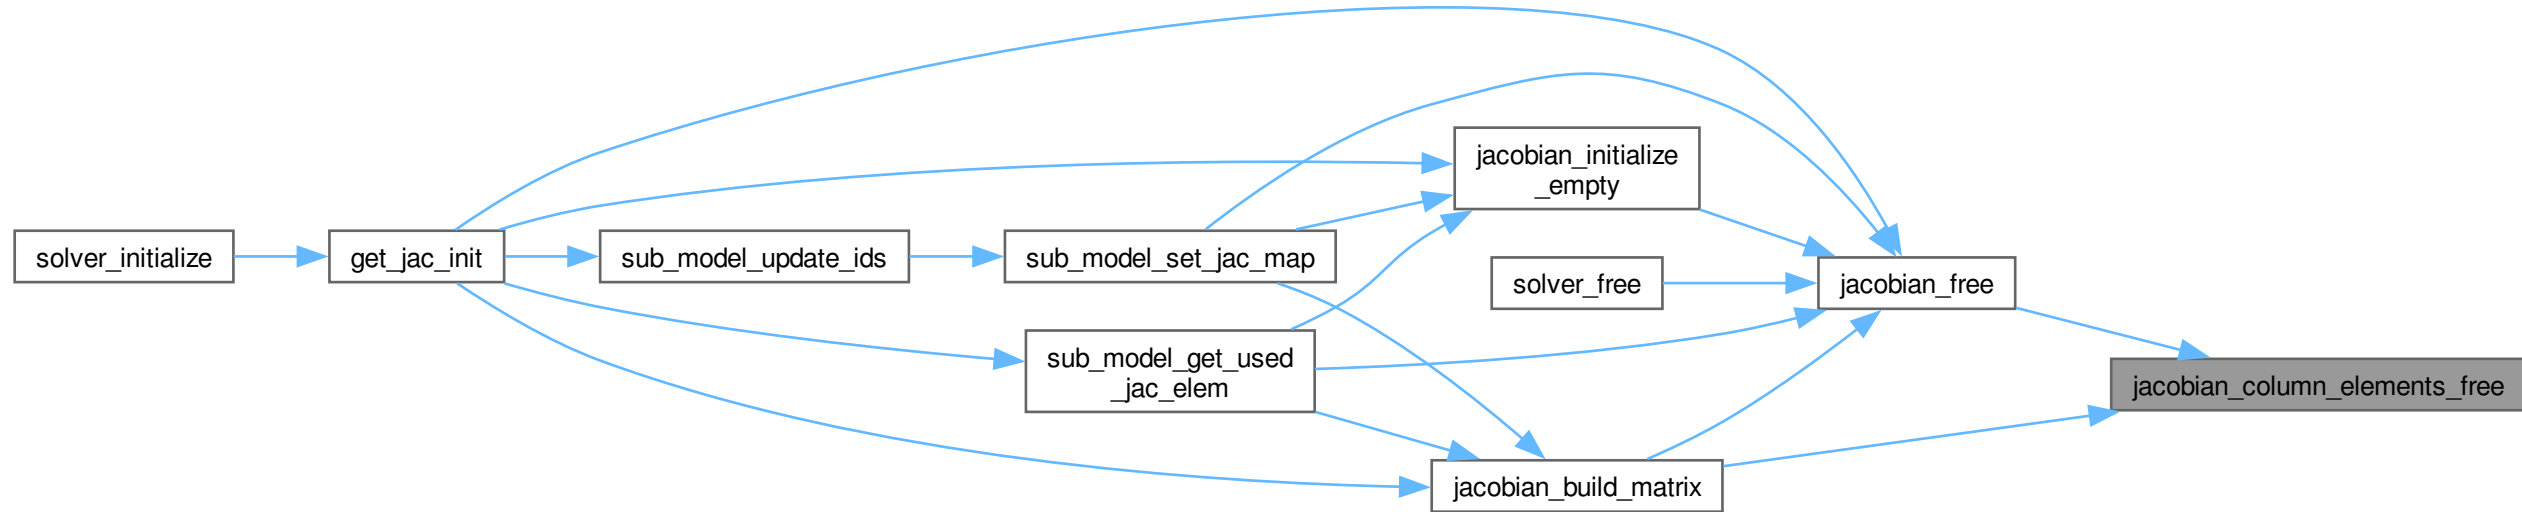 solver_initialize
get_jac_init
sub_model_update_ids
sub_model_set_jac_map
sub_model_get_used
_jac_elem
jacobian_initialize
_empty
solver_free
jacobian_build_matrix
jacobian_free
jacobian_column_elements_free